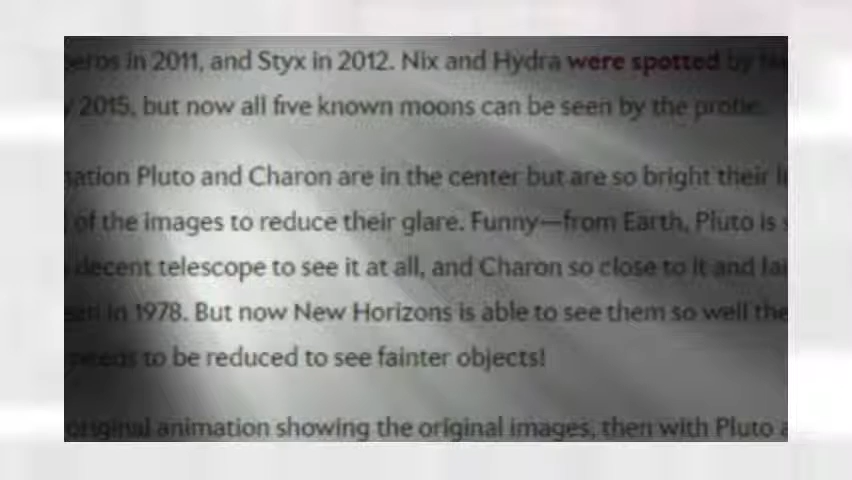 in 2011, and Styx in 2012. Nix and Hydra were spotted by
2015, but now all five known moons can be seen by the probe.
Pluto and Charon are in the center but are so bright their
of the images to reduce their glare. Funny—from Earth, Pluto is
decent telescope to see it at all, and Charon so close to it and
in 1978. But now New Horizons is able to see them so well
needs to be reduced to see fainter objects!
original animation showing the original images, then with Pluto